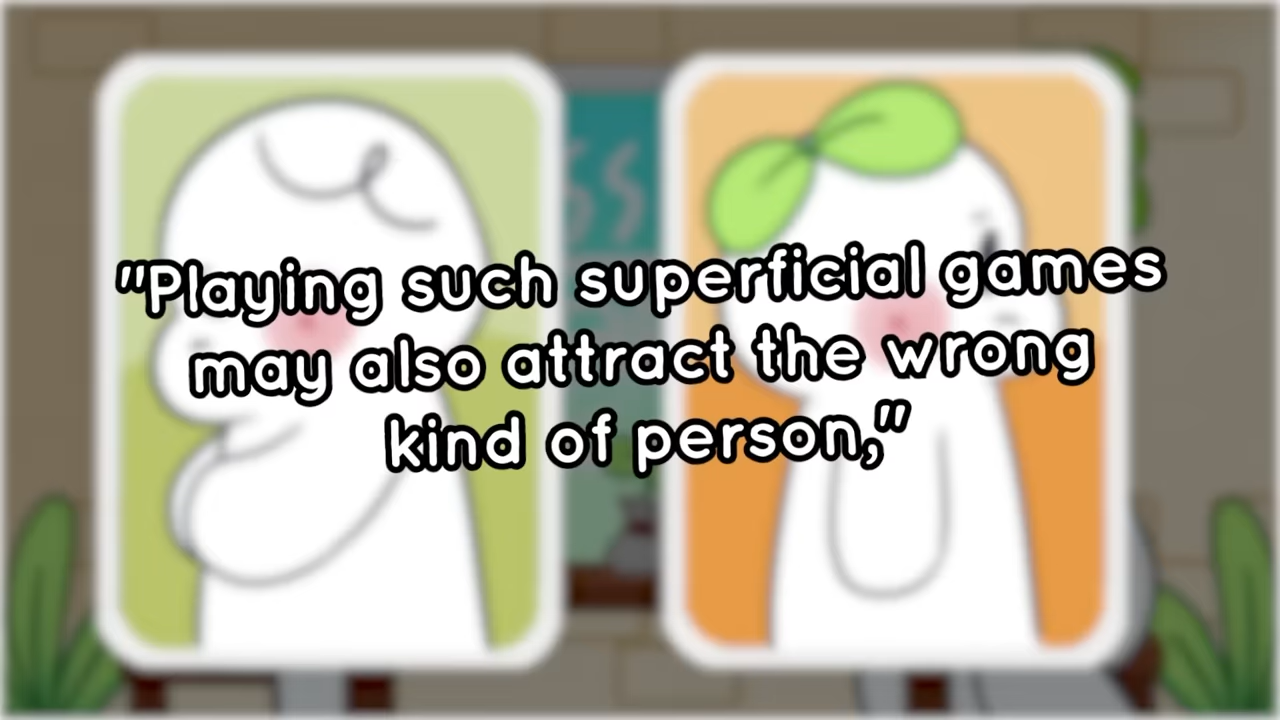 "Playing such superficial games
may also attract the wrong
kind of person,"